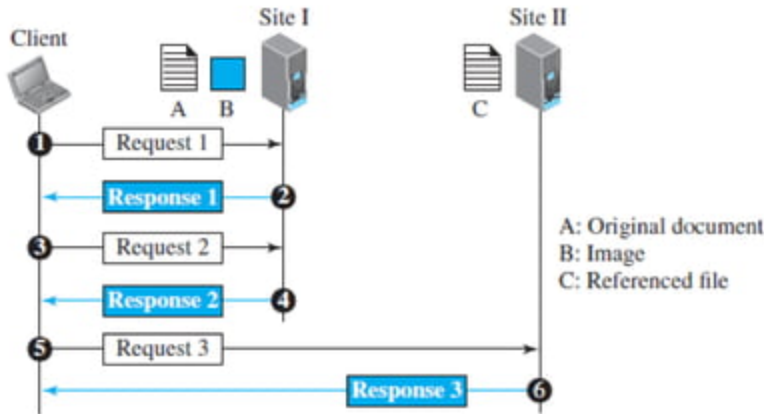 Site I
Site II
Client
A
B
C
1
Request 1
Response 1
2
3
Request 2
A: Original document
B: Image
C: Referenced file
Response 2
4
5
Request 3
Response 3
6